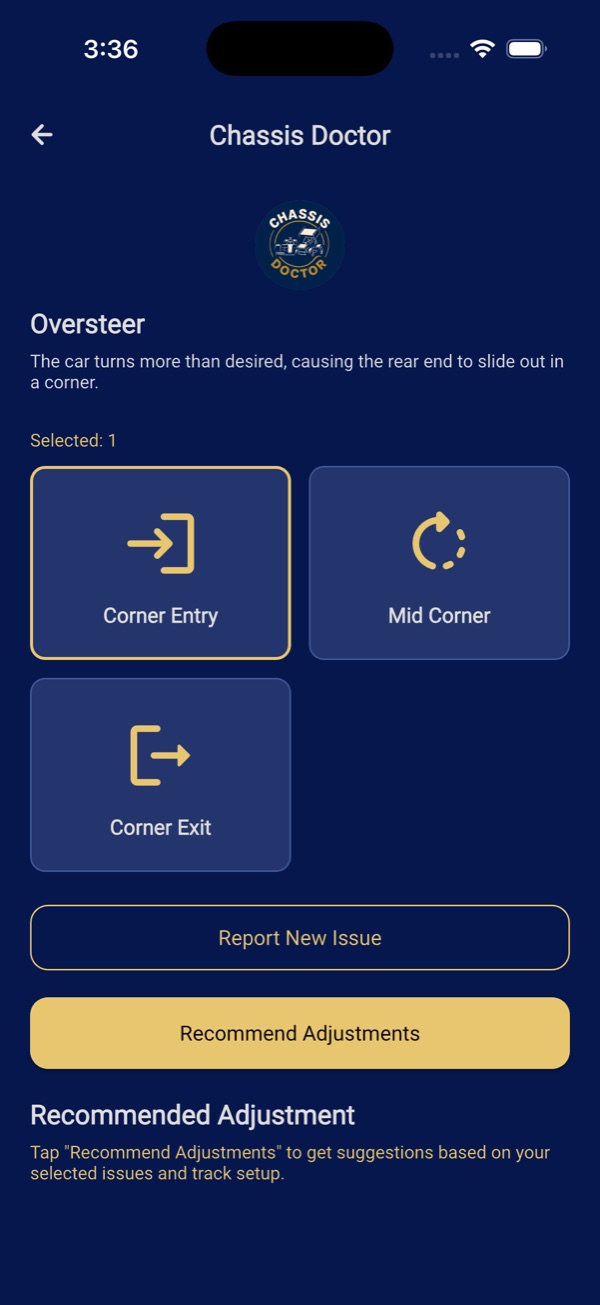 3:36
Chassis Doctor
CHASSIS
DOCTOR
Oversteer
The car turns more than desired, causing the rear end to slide out in
a corner.
Selected: 1
Corner Entry
Mid Corner
Corner Exit
Report New Issue
Recommend Adjustments
Recommended Adjustment
Tap "Recommend Adjustments" to get suggestions based on your
selected issues and track setup.